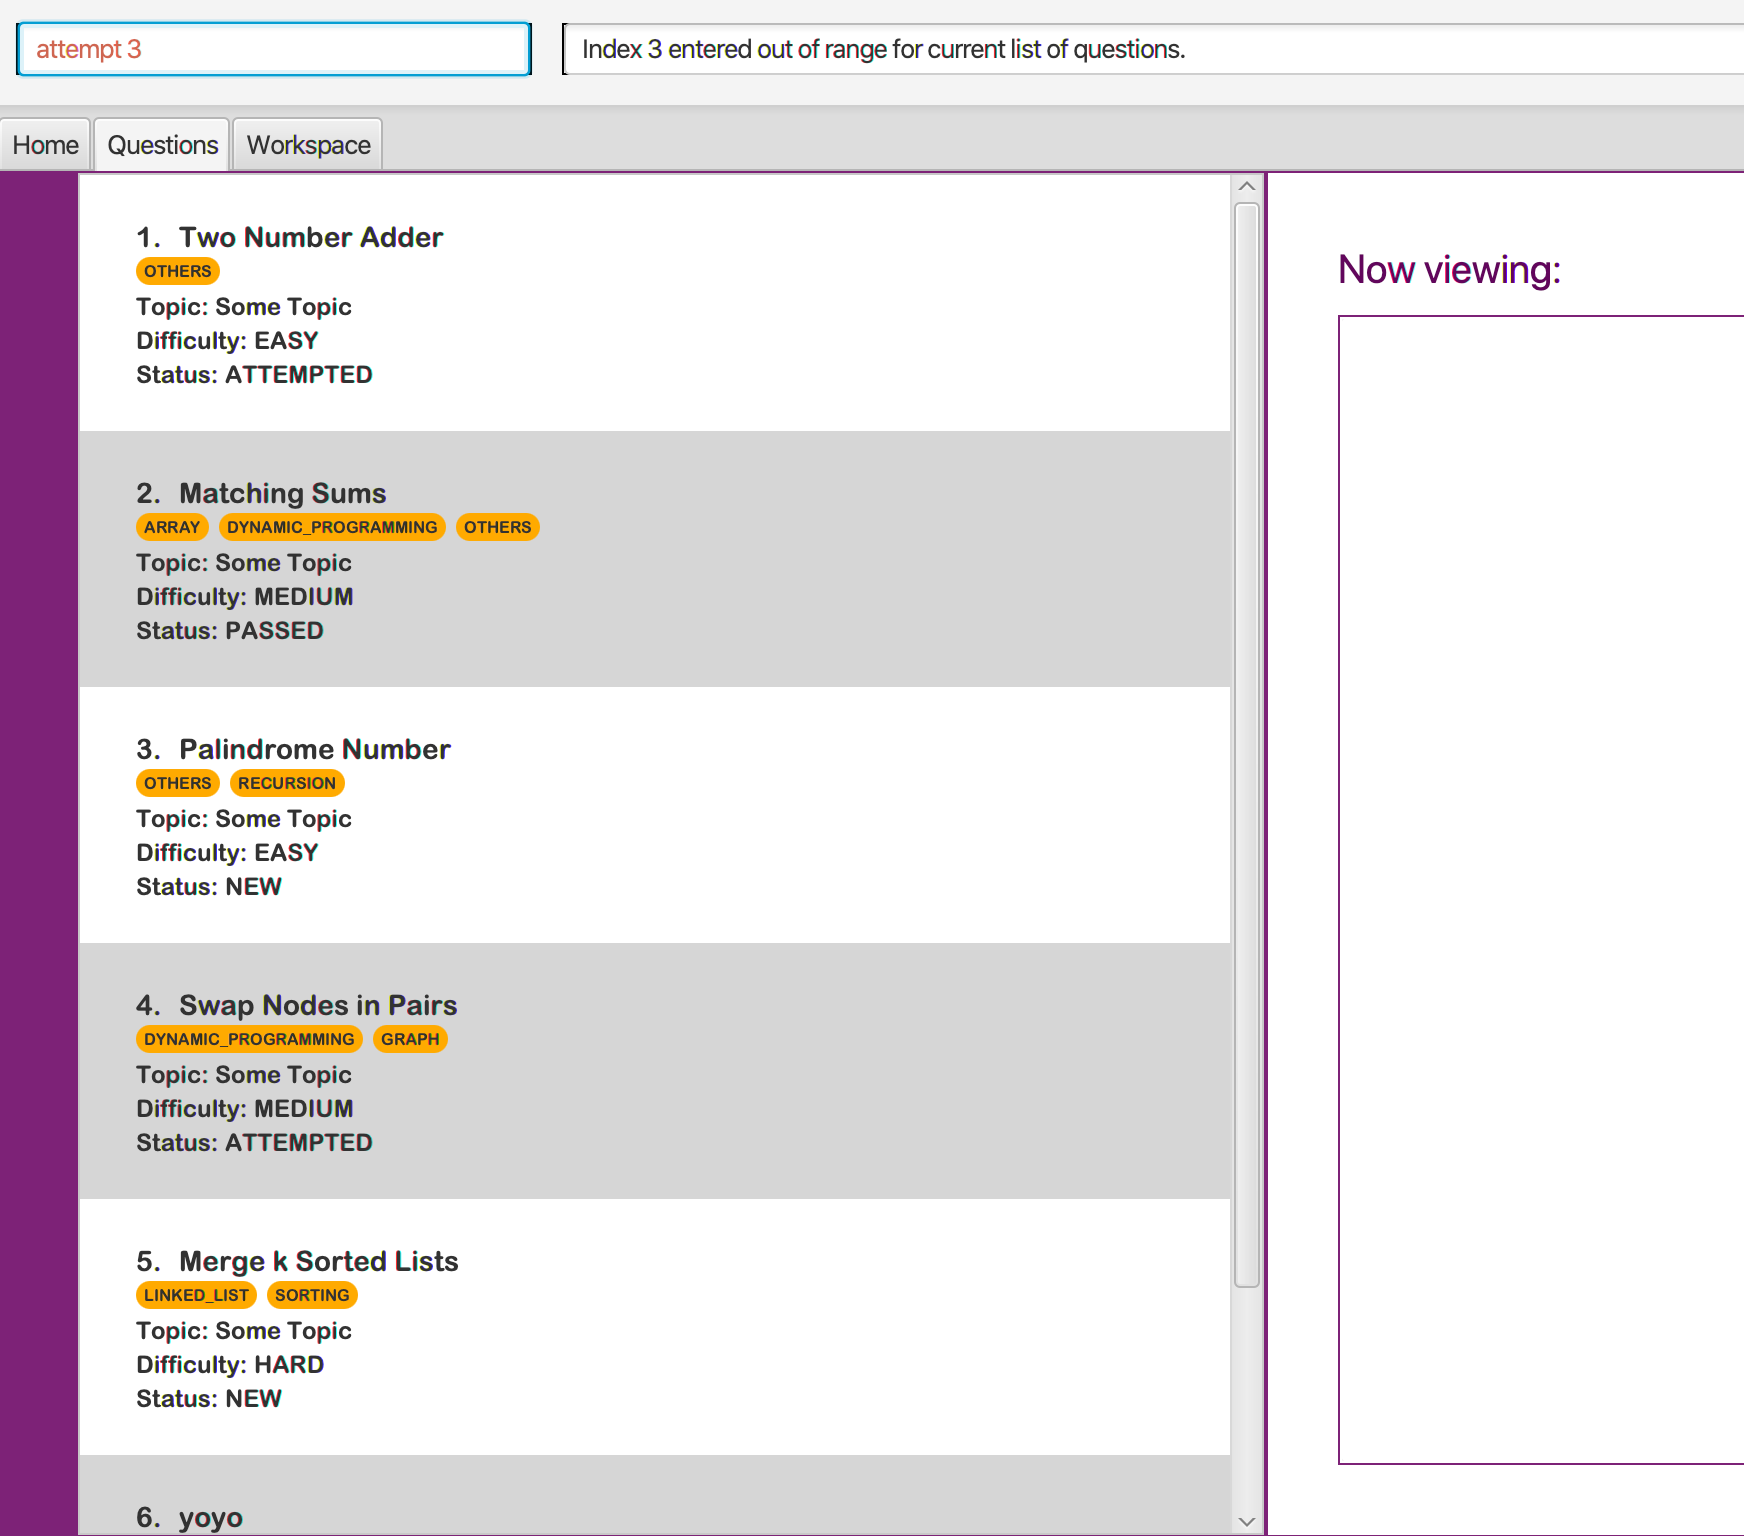 attempt 3
Index 3 entered out of range for current list of questions.
Home
Questions
Workspace
1. Two Number Adder
OTHERS
Topic: Some Topic
Difficulty: EASY
Status: ATTEMPTED
2. Matching Sums
ARRAY DYNAMIC_PROGRAMMING OTHERS
Topic: Some Topic
Difficulty: MEDIUM
Status: PASSED
3. Palindrome Number
OTHERS RECURSION
Topic: Some Topic
Difficulty: EASY
Status: NEW
4. Swap Nodes in Pairs
DYNAMIC_PROGRAMMING GRAPH
Topic: Some Topic
Difficulty: MEDIUM
Status: ATTEMPTED
5. Merge k Sorted Lists
LINKED_LIST SORTING
Topic: Some Topic
Difficulty: HARD
Status: NEW
6. yoyo
Now viewing: